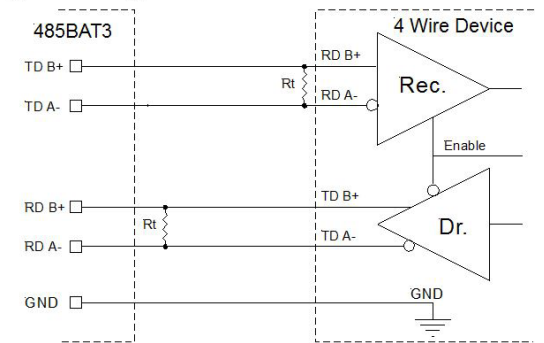 485BAT3
4 Wire Device
TD B+
RD B+
Rt
Rec.
TD A-
RD A-
Enable
RD B+
TD B+
Rt
Dr.
RD A-
TD A-
GND
GND